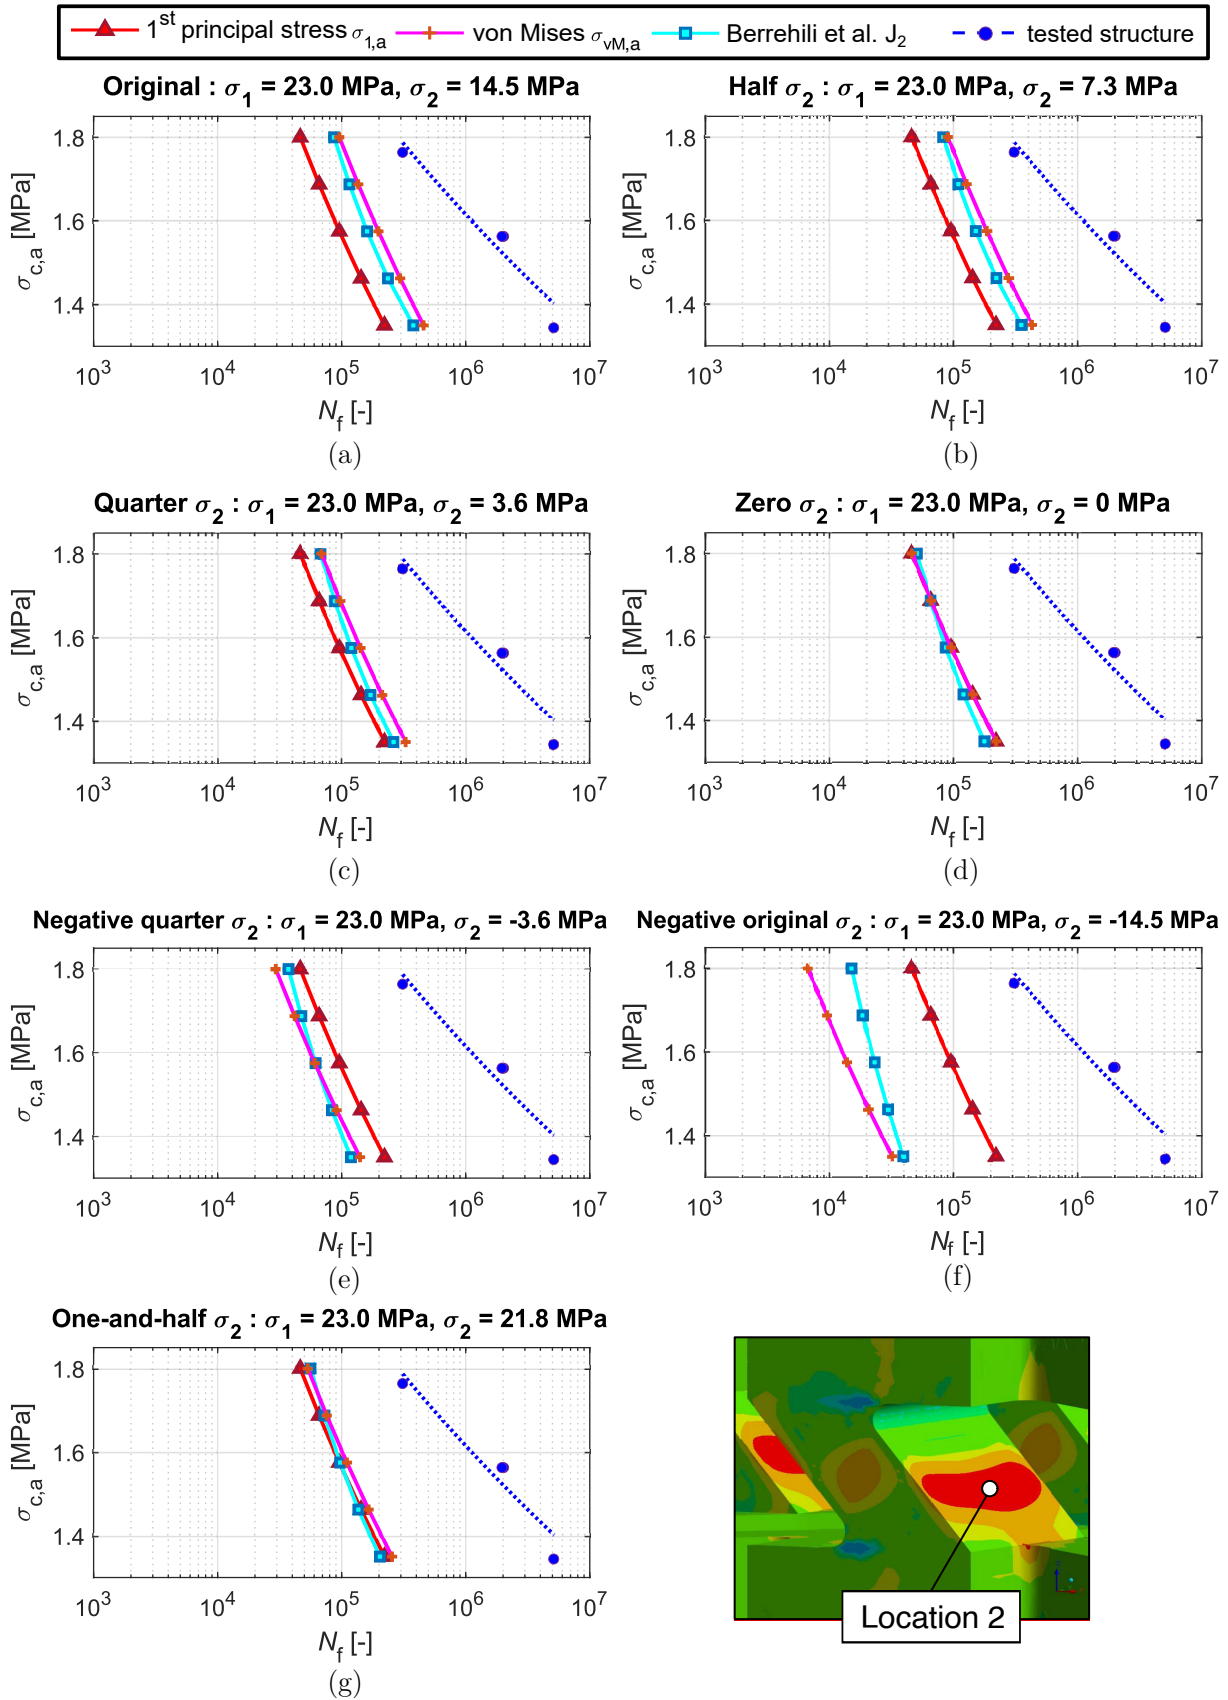 1st principal stress σ1,a von Mises σvM,a Berrehili et al. J2 tested structure
Original : σ1 = 23.0 MPa, σ2 = 14.5 MPa
1.8
1.6
1.4
σc,a [MPa]
10^3 10^4 10^5 10^6 10^7
Nf [-]
(a)
Half σ2 : σ1 = 23.0 MPa, σ2 = 7.3 MPa
1.8
1.6
1.4
σc,a [MPa]
10^3 10^4 10^5 10^6 10^7
Nf [-]
(b)
Quarter σ2 : σ1 = 23.0 MPa, σ2 = 3.6 MPa
1.8
1.6
1.4
σc,a [MPa]
10^3 10^4 10^5 10^6 10^7
Nf [-]
(c)
Zero σ2 : σ1 = 23.0 MPa, σ2 = 0 MPa
1.8
1.6
1.4
σc,a [MPa]
10^3 10^4 10^5 10^6 10^7
Nf [-]
(d)
Negative quarter σ2 : σ1 = 23.0 MPa, σ2 = -3.6 MPa
1.8
1.6
1.4
σc,a [MPa]
10^3 10^4 10^5 10^6 10^7
Nf [-]
(e)
Negative original σ2 : σ1 = 23.0 MPa, σ2 = -14.5 MPa
1.8
1.6
1.4
σc,a [MPa]
10^3 10^4 10^5 10^6 10^7
Nf [-]
(f)
One-and-half σ2 : σ1 = 23.0 MPa, σ2 = 21.8 MPa
1.8
1.6
1.4
σc,a [MPa]
10^3 10^4 10^5 10^6 10^7
Nf [-]
(g)
Location 2